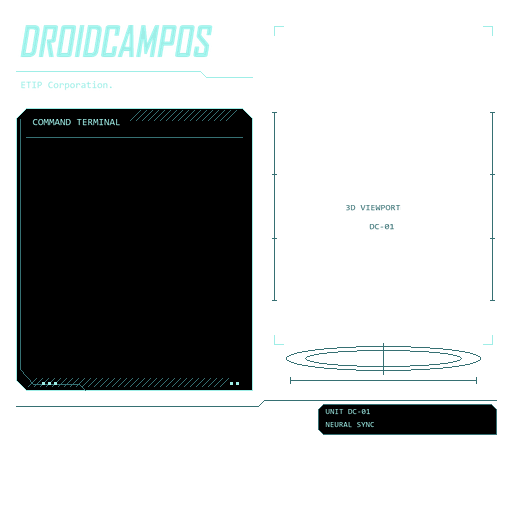 DROIDCAMPOS
ETIP Corporation.
COMMAND TERMINAL
3D VIEWPORT
DC-01
UNIT DC-01
NEURAL SYNC